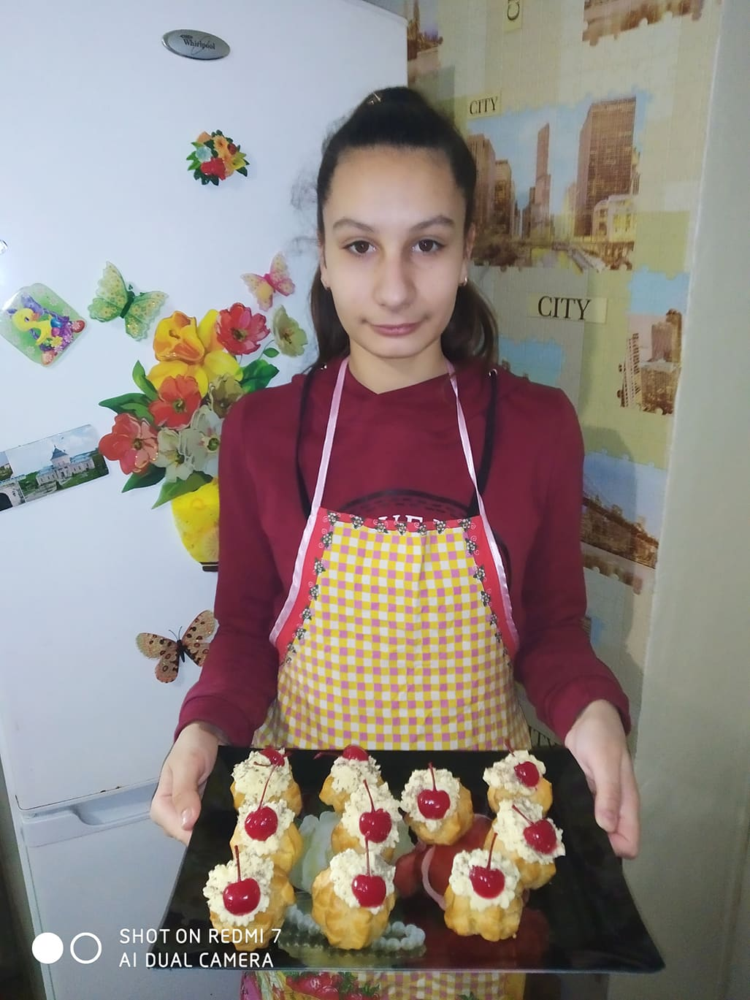 Whirlpool
CITY
CITY
SHOT ON REDMI 7
AI DUAL CAMERA